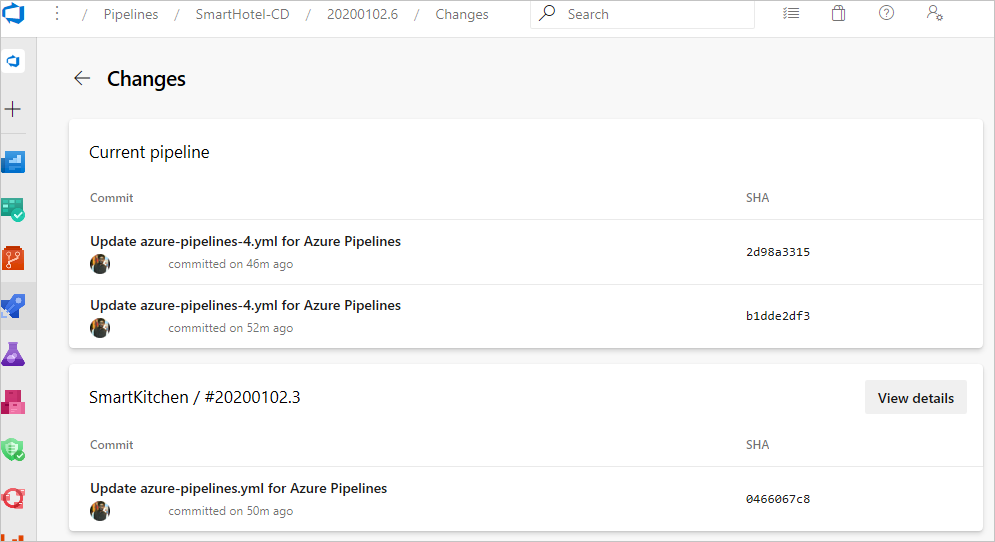 / Pipelines / SmartHotel-CD / 20200102.6 / Changes Search
Changes
Current pipeline
Commit SHA
Update azure-pipelines-4.yml for Azure Pipelines
committed on 46m ago
2d98a3315
Update azure-pipelines-4.yml for Azure Pipelines
committed on 52m ago
b1dde2df3
SmartKitchen / #20200102.3 View details
Commit SHA
Update azure-pipelines.yml for Azure Pipelines
committed on 50m ago
0466067c8